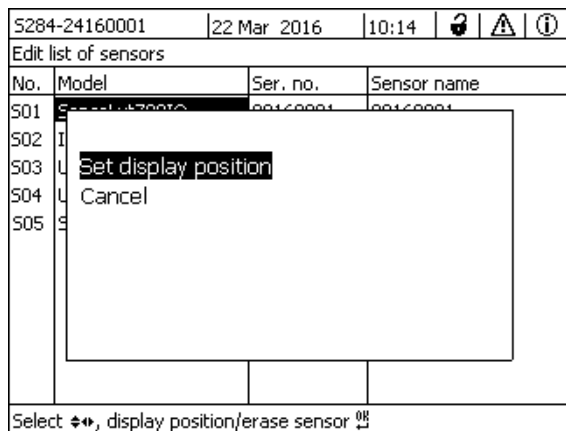 S284-24160001 22 Mar 2016 10:14
Edit list of sensors
No. Model Ser. no. Sensor name
S01
S02 I
S03
S04
S05 S
Set display position
Cancel
Select, display position/erase sensor OK